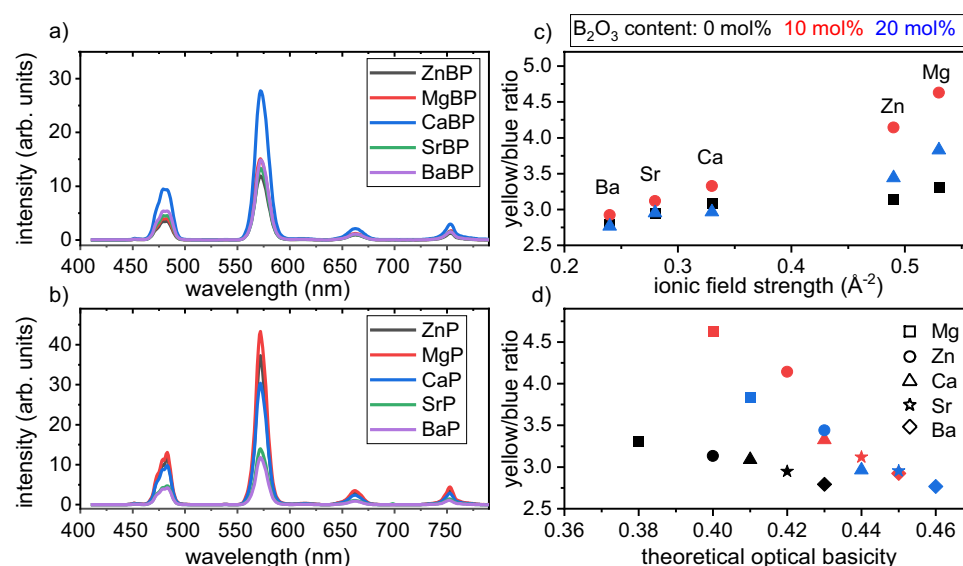 a)
intensity (arb. units)
30
20
10
0
ZnBP
MgBP
CaBP
SrBP
BaBP
400 450 500 550 600 650 700 750
wavelength (nm)
b)
intensity (arb. units)
40
30
20
10
0
ZnP
MgP
CaP
SrP
BaP
400 450 500 550 600 650 700 750
wavelength (nm)
B₂O₃ content: 0 mol% 10 mol% 20 mol%
c)
yellow/blue ratio
5.0
4.5
4.0
3.5
3.0
2.5
Ba
Sr
Ca
Zn
Mg
0.2 0.3 0.4 0.5
ionic field strength (Å⁻²)
d)
yellow/blue ratio
4.5
4.0
3.5
3.0
2.5
Mg
Zn
Ca
Sr
Ba
0.36 0.38 0.40 0.42 0.44 0.46
theoretical optical basicity